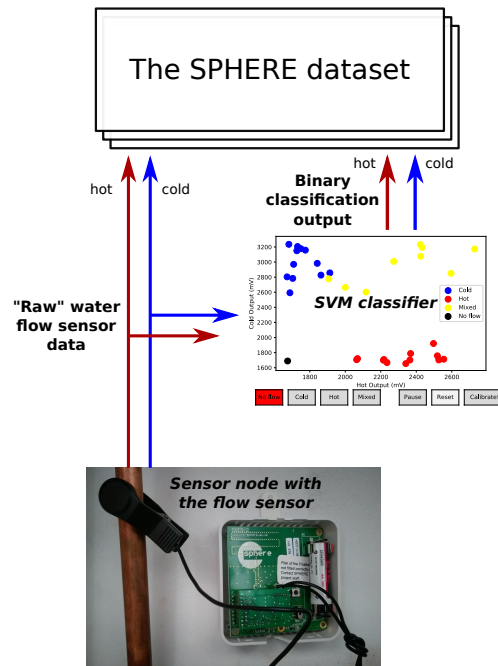 The SPHERE dataset
hot
cold
hot
cold
Binary
classification
output
"Raw" water
flow sensor
data
Cold Output (mV)
3200
3000
2800
2600
2400
2200
2000
1800
1600
SVM classifier
Cold
Hot
Mixed
No flow
1800
2000
2200
2400
2600
Hot Output (mV)
No flow
Cold
Hot
Mixed
Pause
Reset
Calibrate
Sensor node with
the flow sensor
sphere